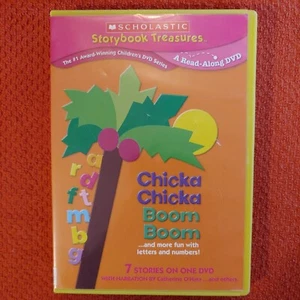 SCHOLASTIC
Storybook Treasures
The #1 Award-Winning Children's DVD Series
A Read-Along DVD
Chicka
Chicka
Boom
Boom
...and more fun with
letters and numbers!
7 STORIES ON ONE DVD
a
d
f t
m
b
g